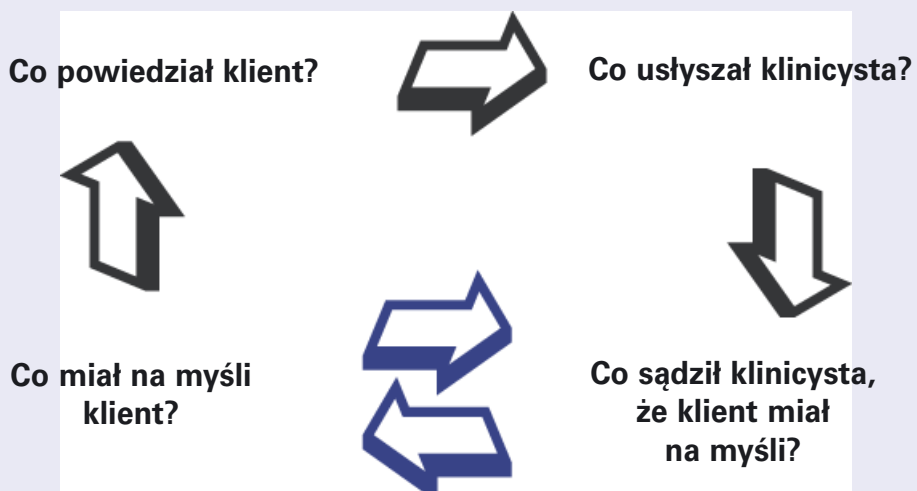 Co powiedział klient?
Co usłyszał klinicysta?
Co miał na myśli
klient?
Co sądził klinicysta,
że klient miał
na myśli?